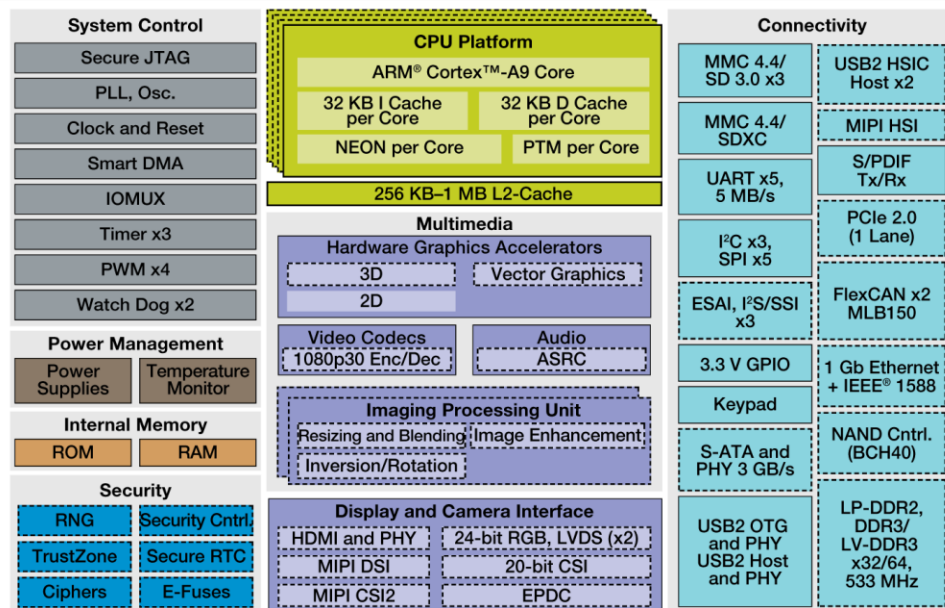 System Control
Secure JTAG
PLL, Osc.
Clock and Reset
Smart DMA
IOMUX
Timer x3
PWM x4
Watch Dog x2
Power Management
Power
Supplies
Temperature
Monitor
Internal Memory
ROM
RAM
Security
RNG
Security Cntrl.
TrustZone
Secure RTC
Ciphers
E-Fuses
CPU Platform
ARM® Cortex™-A9 Core
32 KB I Cache
per Core
32 KB D Cache
per Core
NEON per Core
PTM per Core
256 KB–1 MB L2-Cache
Multimedia
Hardware Graphics Accelerators
3D
Vector Graphics
2D
Video Codecs
1080p30 Enc/Dec
Audio
ASRC
Imaging Processing Unit
Resizing and Blending
Image Enhancement
Inversion/Rotation
Display and Camera Interface
HDMI and PHY
24-bit RGB, LVDS (x2)
MIPI DSI
20-bit CSI
MIPI CSI2
EPDC
Connectivity
MMC 4.4/
SD 3.0 x3
MMC 4.4/
SDXC
UART x5,
5 MB/s
I²C x3,
SPI x5
ESAI, I²S/SSI
x3
3.3 V GPIO
Keypad
S-ATA and
PHY 3 GB/s
USB2 OTG
and PHY
USB2 Host
and PHY
USB2 HSIC
Host x2
MIPI HSI
S/PDIF
Tx/Rx
PCIe 2.0
(1 Lane)
FlexCAN x2
MLB150
1 Gb Ethernet
+ IEEE® 1588
NAND Cntrl.
(BCH40)
LP-DDR2,
DDR3/
LV-DDR3
x32/64,
533 MHz